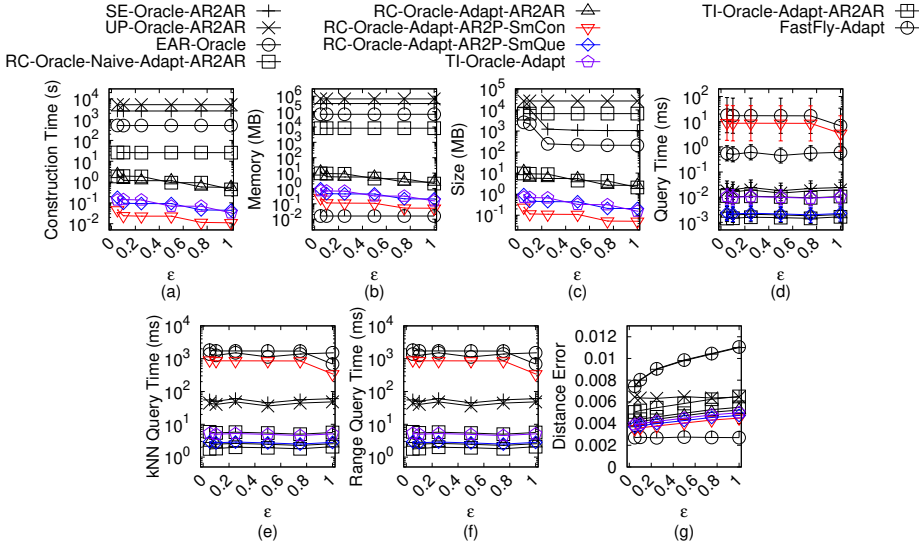 SE-Oracle-AR2AR
UP-Oracle-AR2AR
EAR-Oracle
RC-Oracle-Naive-Adapt-AR2AR
RC-Oracle-Adapt-AR2AR
RC-Oracle-Adapt-AR2P-SmCon
RC-Oracle-Adapt-AR2P-SmQue
TI-Oracle-Adapt
TI-Oracle-Adapt-AR2AR
FastFly-Adapt
Construction Time (s)
10^5
10^4
10^3
10^2
10^1
10^0
10^-1
10^-2
0 0.2 0.4 0.6 0.8 1
ε
(a)
Memory (MB)
10^6
10^5
10^4
10^3
10^2
10^1
10^0
10^-1
10^-2
0 0.2 0.4 0.6 0.8 1
ε
(b)
Size (MB)
10^5
10^4
10^3
10^2
10^1
10^0
10^-1
0 0.2 0.4 0.6 0.8 1
ε
(c)
Query Time (ms)
10^2
10^1
10^0
10^-1
10^-2
10^-3
0 0.2 0.4 0.6 0.8 1
ε
(d)
kNN Query Time (ms)
10^4
10^3
10^2
10^1
10^0
0 0.2 0.4 0.6 0.8 1
ε
(e)
Range Query Time (ms)
10^4
10^3
10^2
10^1
10^0
0 0.2 0.4 0.6 0.8 1
ε
(f)
Distance Error
0.012
0.01
0.008
0.006
0.004
0.002
0
0 0.2 0.4 0.6 0.8 1
ε
(g)